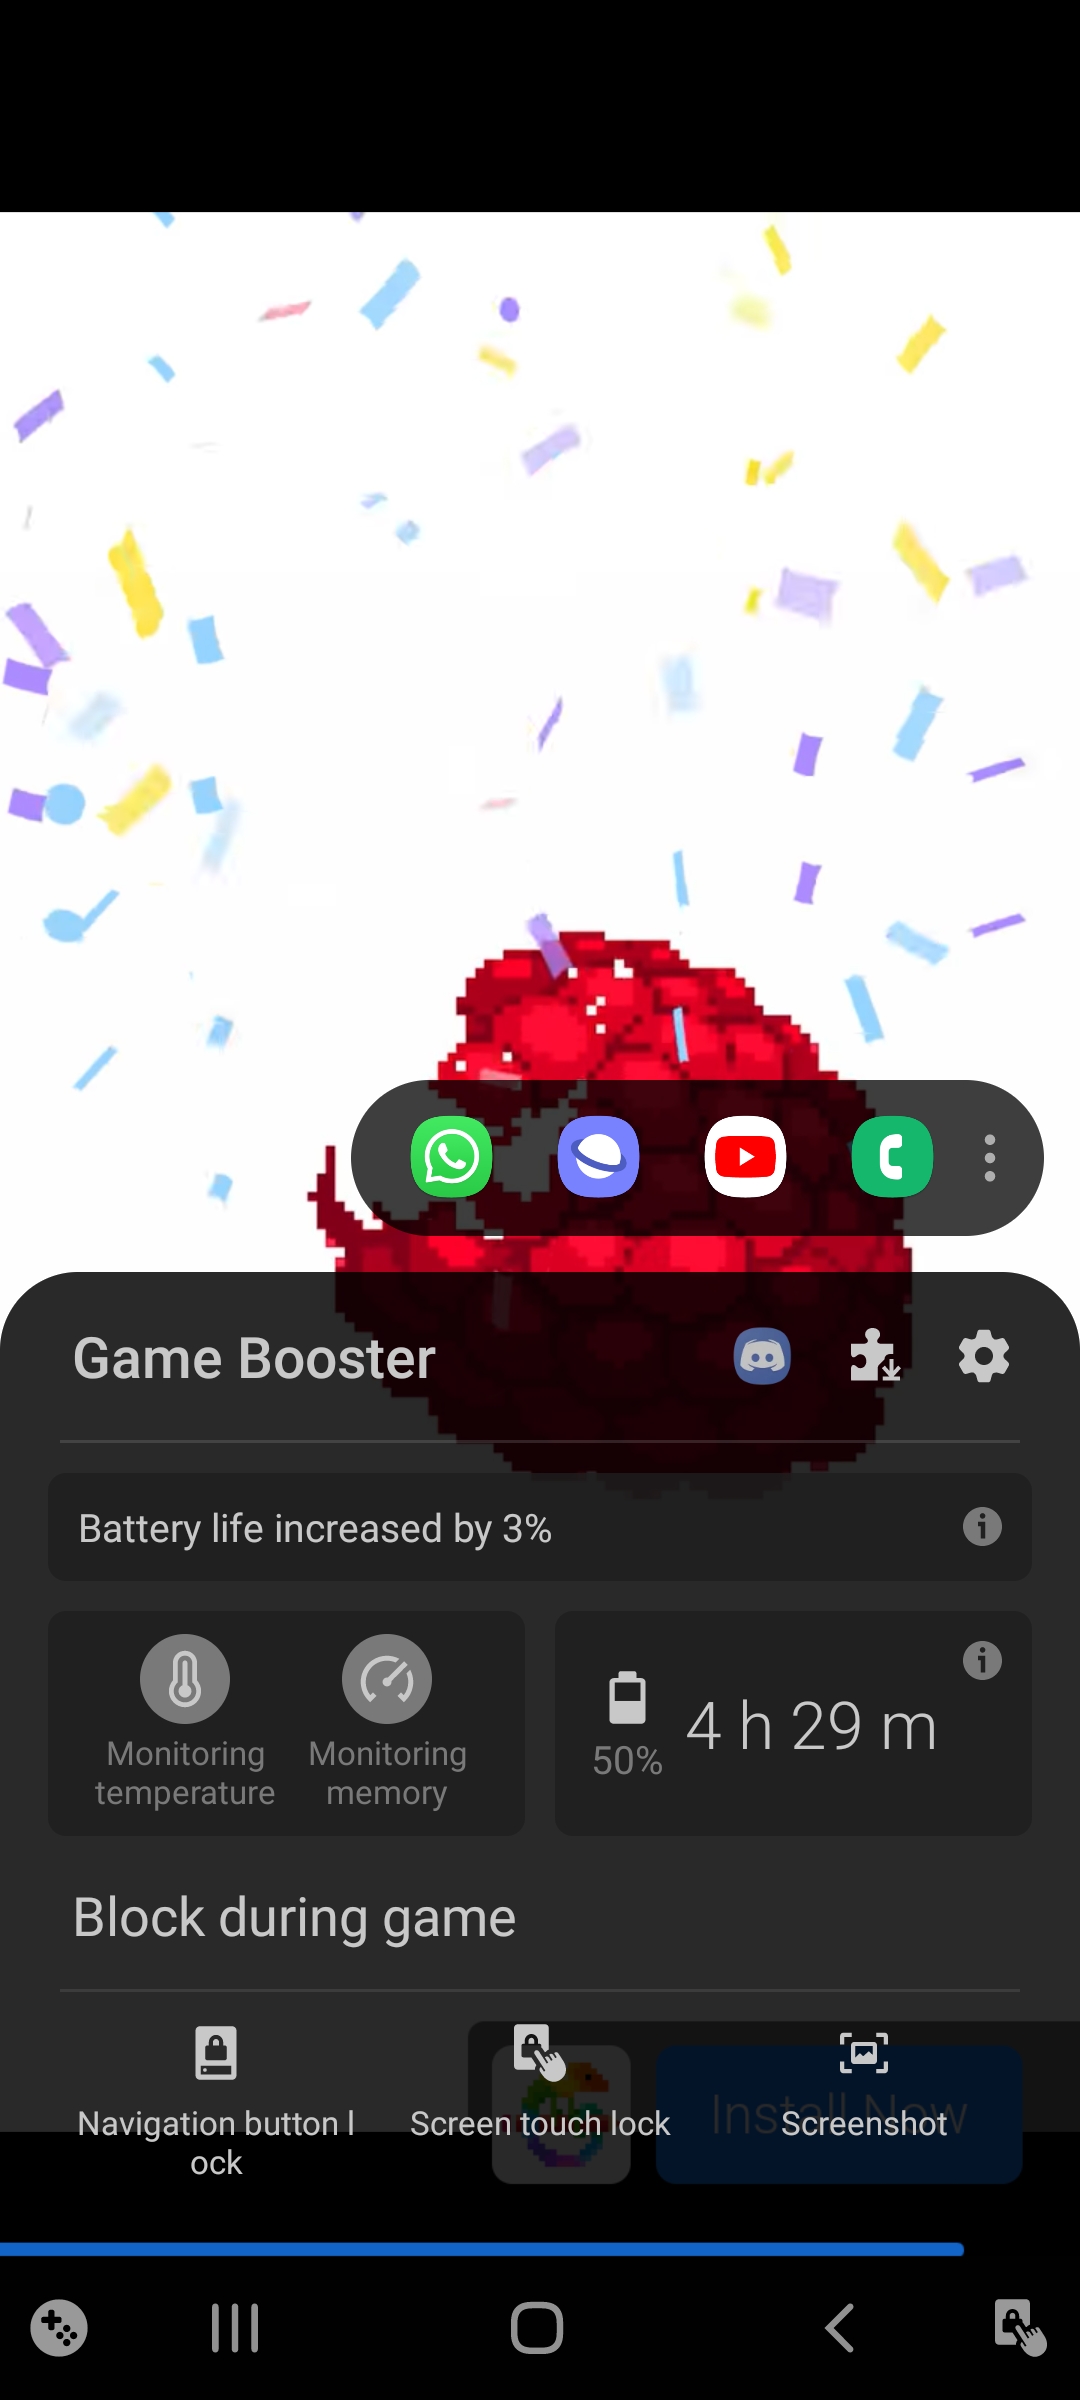 Game Booster
Battery life increased by 3%
Monitoring
temperature
Monitoring
memory
50%
4 h 29 m
Block during game
Install Now
Navigation button l
ock
Screen touch lock
Screenshot